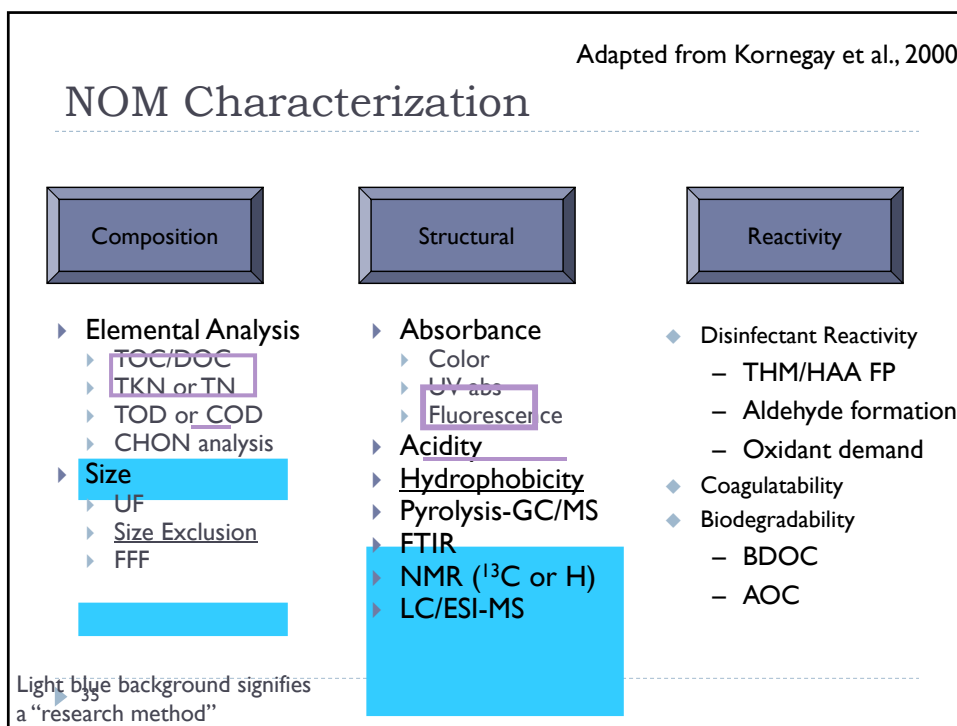 Adapted from Kornegay et al., 2000
NOM Characterization
Composition
Elemental Analysis
TOC/DOC
TKN or TN
TOD or COD
CHON analysis
Size
UF
Size Exclusion
FFF
Structural
Absorbance
Color
UV abs
Fluorescence
Acidity
Hydrophobicity
Pyrolysis-GC/MS
FTIR
NMR (¹³C or H)
LC/ESI-MS
Reactivity
Disinfectant Reactivity
– THM/HAA FP
– Aldehyde formation
– Oxidant demand
Coagulatability
Biodegradability
– BDOC
– AOC
Light blue background signifies
a “research method”
35